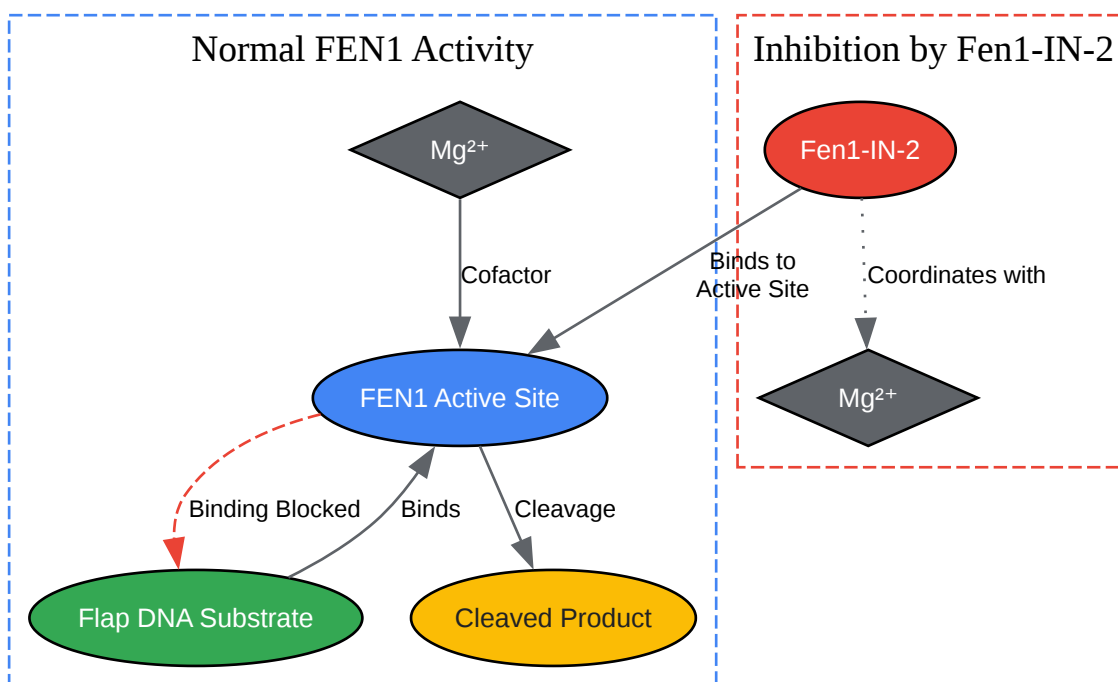 Normal FEN1 Activity
Inhibition by Fen1-IN-2
Mg²⁺
Fen1-IN-2
Cofactor
Binds to
Active Site
Coordinates with
FEN1 Active Site
Mg²⁺
Binding Blocked
Binds
Cleavage
Flap DNA Substrate
Cleaved Product